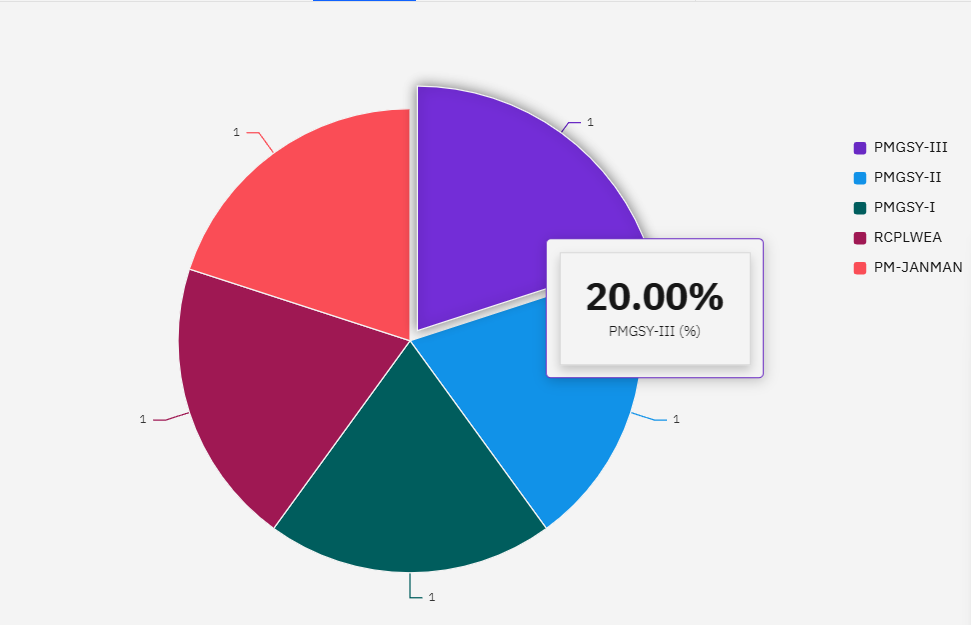 1
1
PMGSY-III
PMGSY-II
PMGSY-I
RCPLWEA
PM-JANMAN
20.00%
PMGSY-III (%)
1
1
1